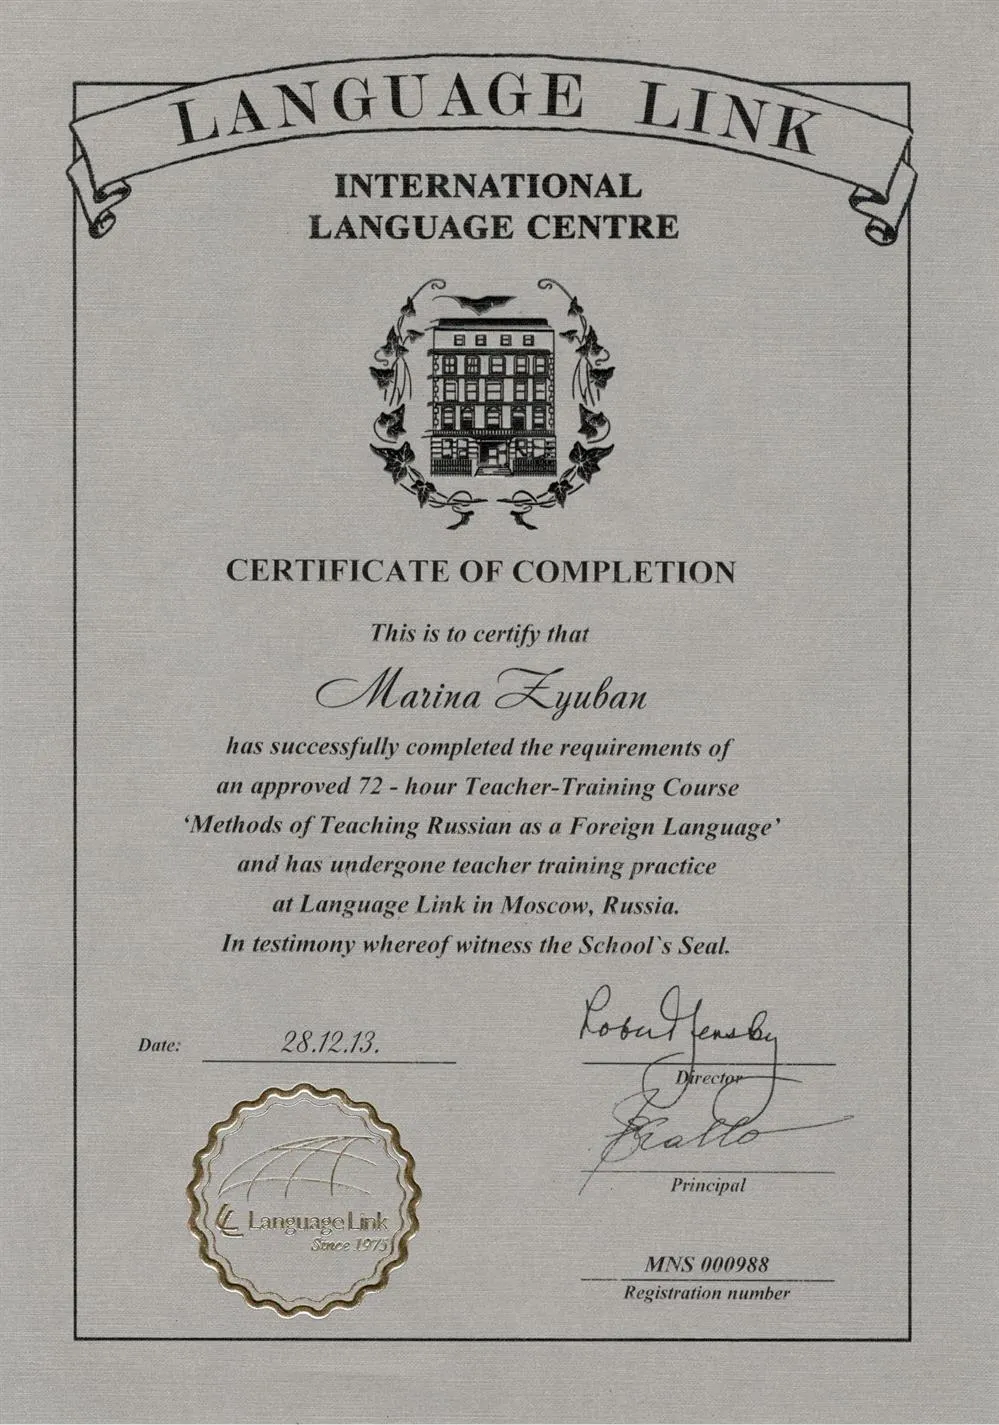 LANGUAGE LINK
INTERNATIONAL
LANGUAGE CENTRE
CERTIFICATE OF COMPLETION
This is to certify that
Marina Zyuban
has successfully completed the requirements of
an approved 72 - hour Teacher-Training Course
‘Methods of Teaching Russian as a Foreign Language’
and has undergone teacher training practice
at Language Link in Moscow, Russia.
In testimony whereof witness the School`s Seal.
Date: 28.12.13.
Director
Principal
LL Language Link
Since 1975
MNS 000988
Registration number